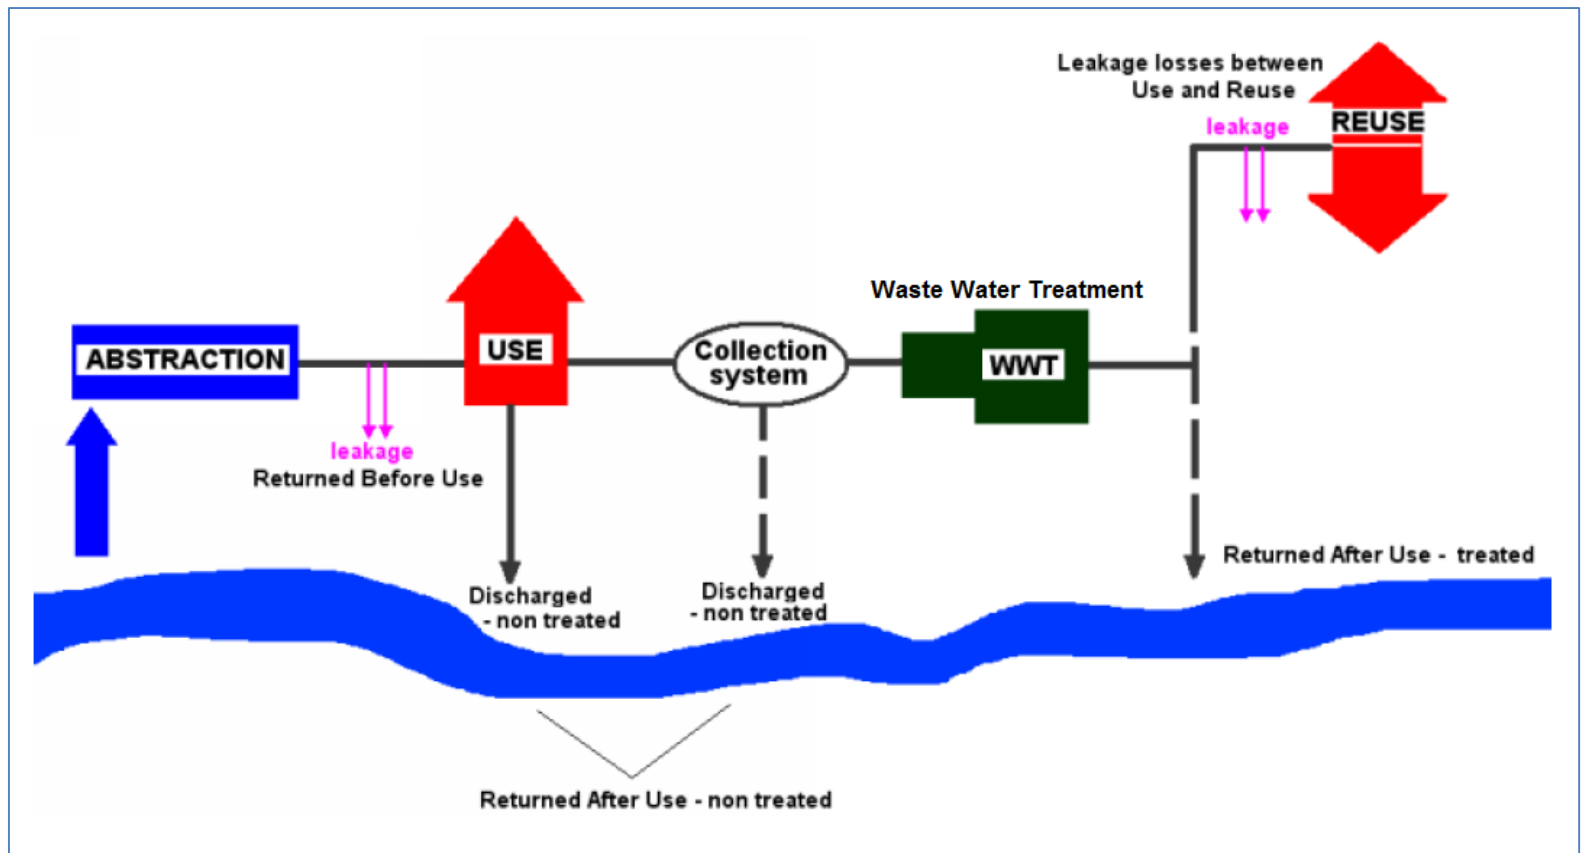 Leakage losses between
Use and Reuse
leakage
REUSE
Waste Water Treatment
ABSTRACTION
USE
Collection
system
WWT
leakage
Returned Before Use
Discharged
- non treated
Discharged
- non treated
Returned After Use - treated
Returned After Use - non treated